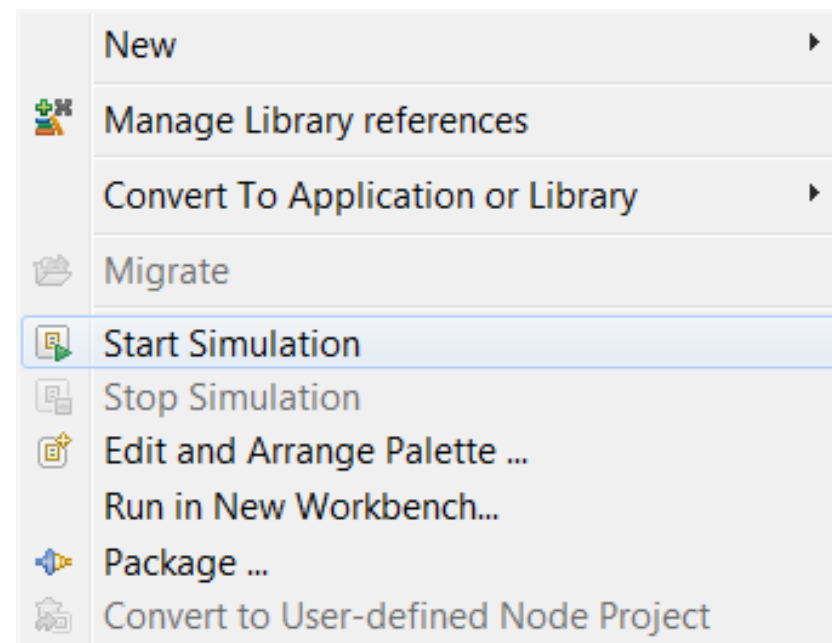 New
Manage Library references
Convert To Application or Library
Migrate
Start Simulation
Stop Simulation
Edit and Arrange Palette ...
Run in New Workbench...
Package ...
Convert to User-defined Node Project